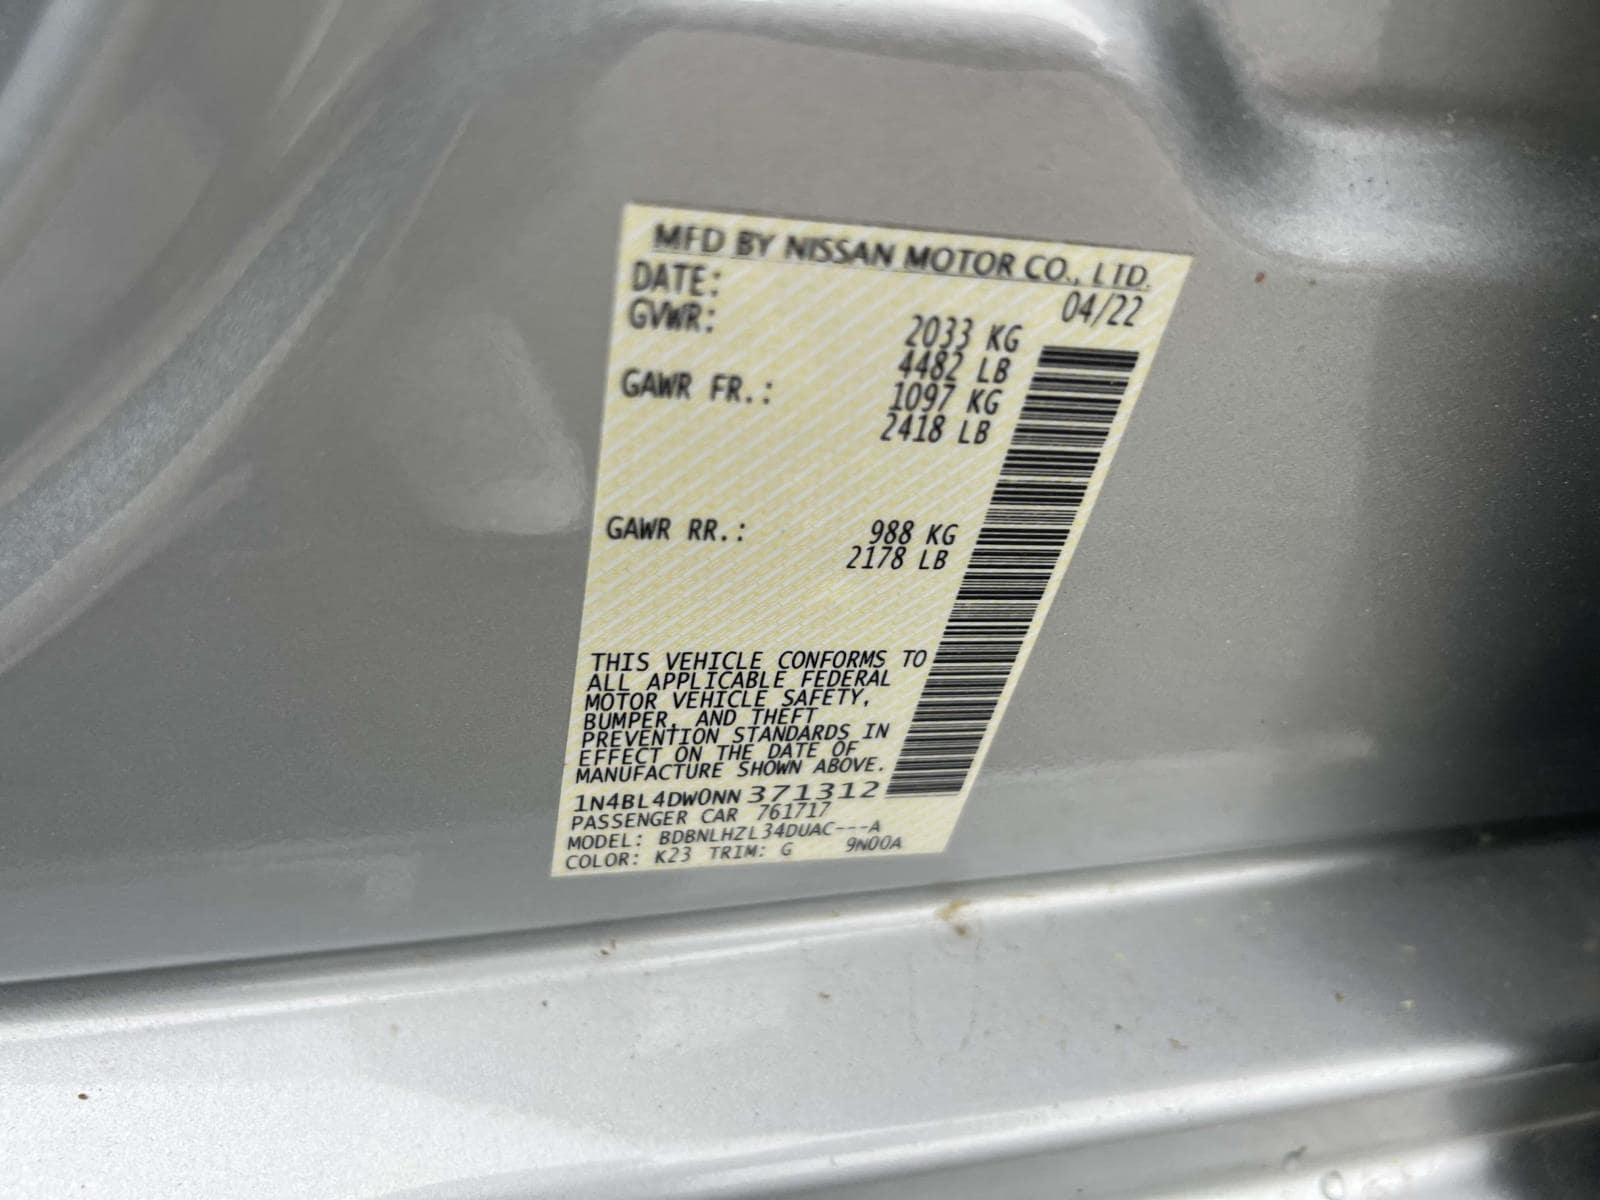 MFD BY NISSAN MOTOR CO., LTD.
DATE: 04/22
GVWR: 2033 KG
4482 LB
GAWR FR.: 1097 KG
2418 LB
GAWR RR.: 988 KG
2178 LB
THIS VEHICLE CONFORMS TO
ALL APPLICABLE FEDERAL
MOTOR VEHICLE SAFETY,
BUMPER, AND THEFT
PREVENTION STANDARDS IN
EFFECT ON THE DATE OF
MANUFACTURE SHOWN ABOVE.
1N4BL4DW0NN371312
PASSENGER CAR 761717
MODEL: BDBNLHZL34DUAC---A
COLOR: K23 TRIM: G 9N00A